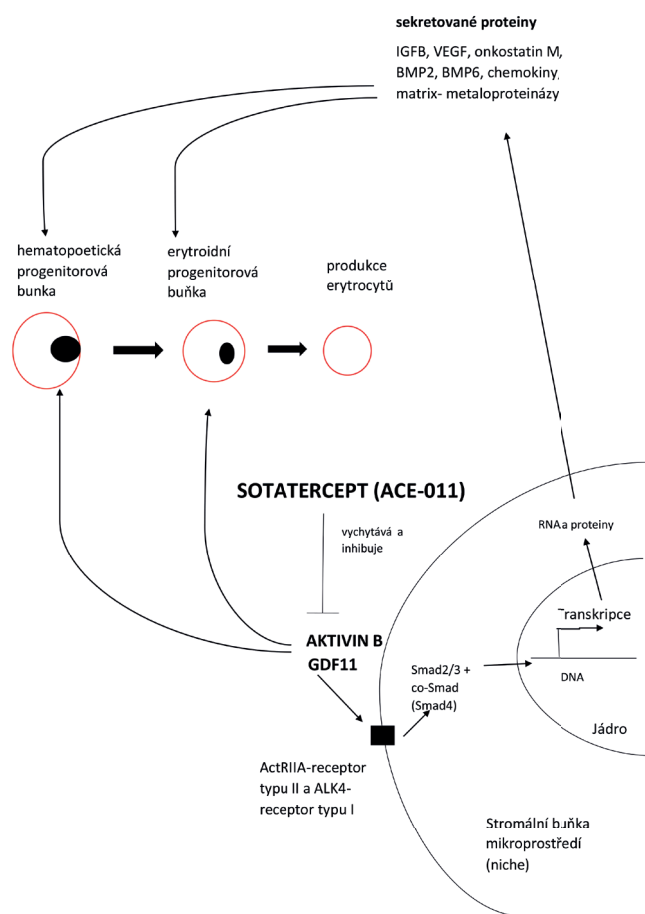 sekretované proteiny
IGFB, VEGF, onkostatin M,
BMP2, BMP6, chemokiny,
matrix- metaloproteinázy
hematopoetická
progenitorová
bunka
erytroidní
progenitorová
buňka
produkce
erytrocytů
SOTATERCEPT (ACE-011)
vychytává a
inhibuje
RNA a proteiny
Transkripce
DNA
Jádro
AKTIVIN B
GDF11
Smad2/3 +
co-Smad
(Smad4)
ActRIIA-receptor
typu II a ALK4-
receptor typu I
Stromální buňka
mikroprostředí
(niche)